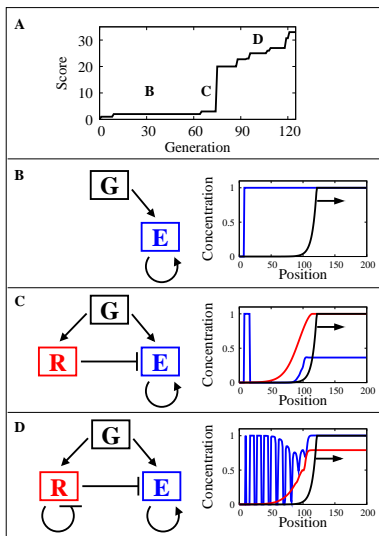 A
Score
30
20
10
0
B
C
D
0 30 60 90 120
Generation
B
G
E
Concentration
1
0.5
0
0 50 100 150 200
Position
C
G
R
E
Concentration
1
0.5
0
0 50 100 150 200
Position
D
G
R
E
Concentration
1
0.5
0
0 50 100 150 200
Position